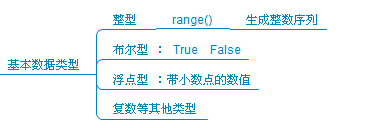 整型 range() 生成整数序列
布尔型 ： True False
基本数据类型
浮点型 ：带小数点的数值
复数等其他类型